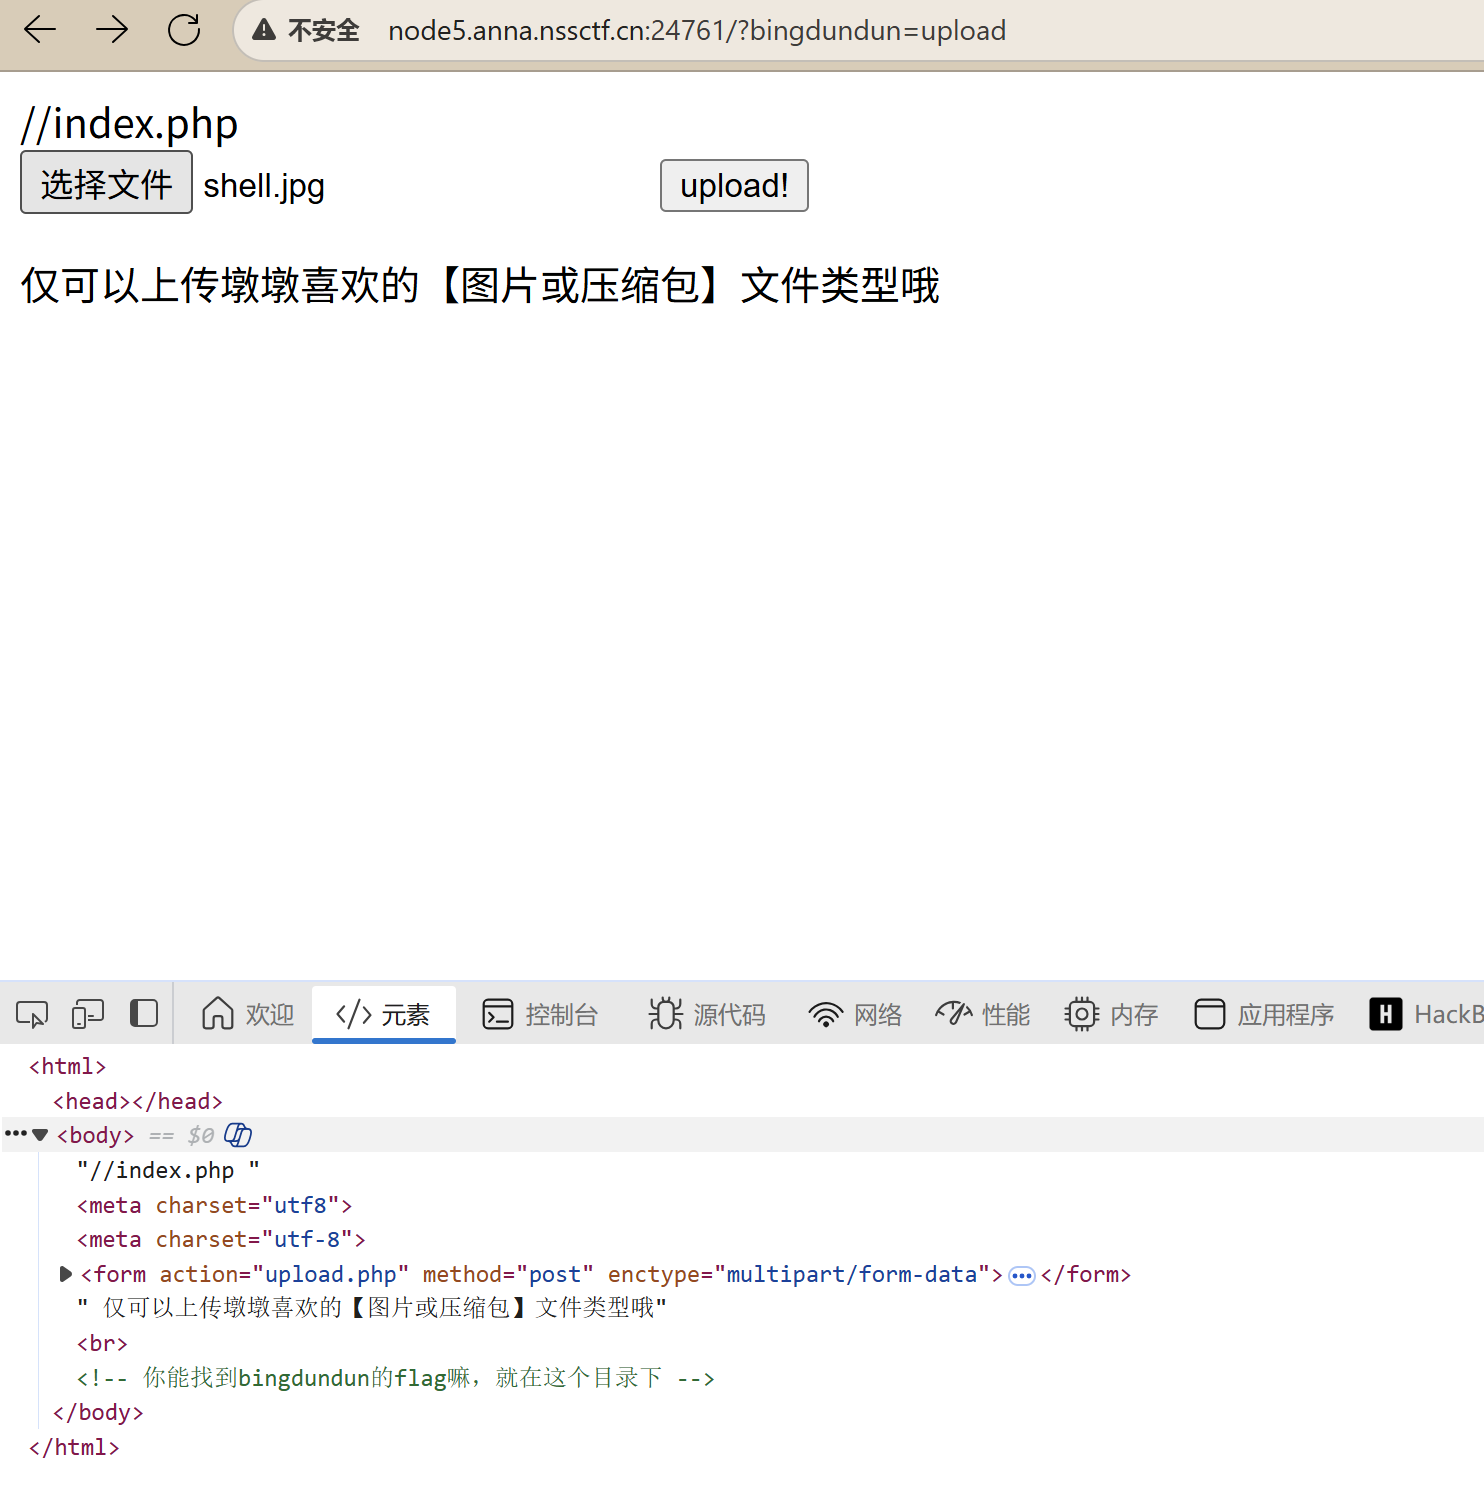 不安全 node5.anna.nssctf.cn:24761/?bingdundun=upload
//index.php
选择文件 shell.jpg upload!
仅可以上传墩墩喜欢的【图片或压缩包】文件类型哦
欢迎 </> 元素 控制台 源代码 网络 性能 内存 应用程序 H HackB
<html>
<head></head>
<body> == $0
"//index.php "
<meta charset="utf8">
<meta charset="utf-8">
<form action="upload.php" method="post" enctype="multipart/form-data">…</form>
" 仅可以上传墩墩喜欢的【图片或压缩包】文件类型哦"
<br>
<!-- 你能找到bingdundun的flag嘛，就在这个目录下 -->
</body>
</html>